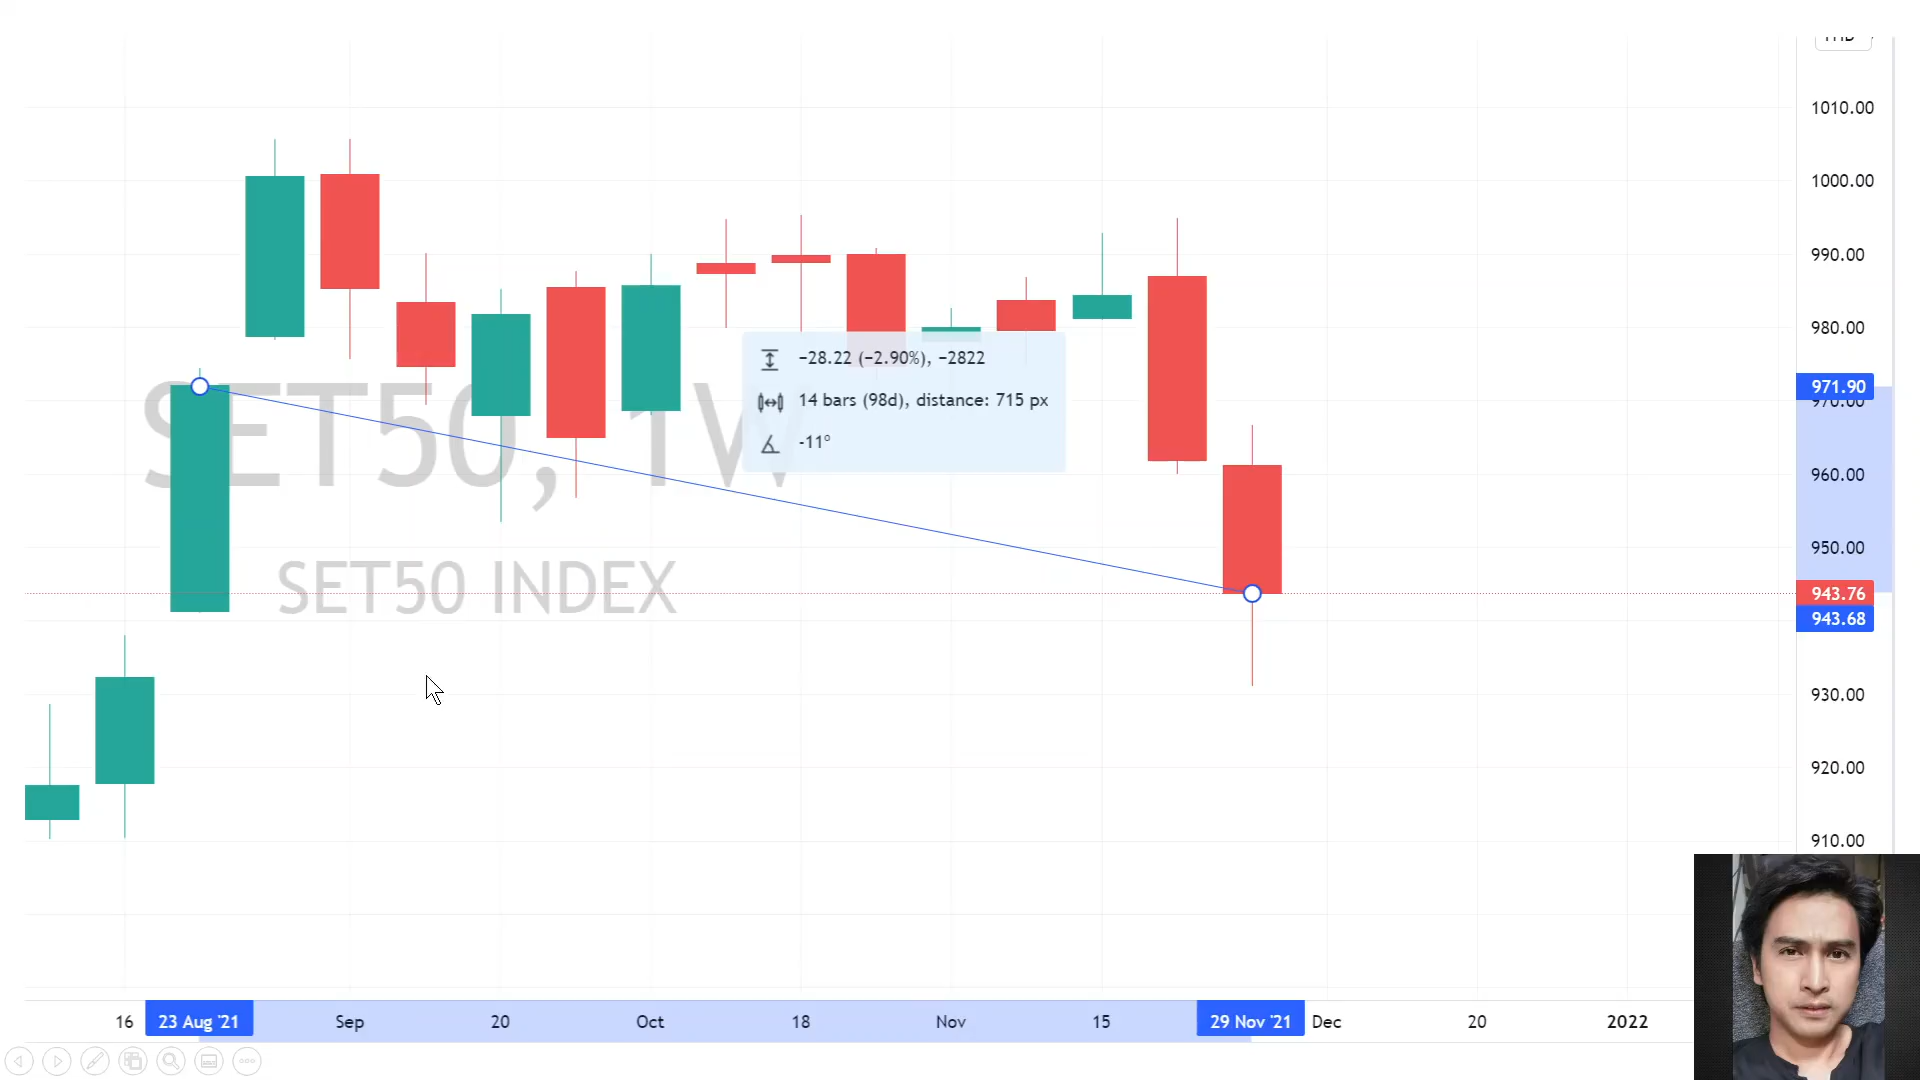 1010.00
1000.00
990.00
980.00
971.90
970.00
960.00
950.00
943.76
943.68
930.00
920.00
910.00
SET50, 1W
SET50 INDEX
−28.22 (−2.90%), −2822
14 bars (98d), distance: 715 px
-11°
16 23 Aug '21 Sep 20 Oct 18 Nov 15 29 Nov '21 Dec 20 2022